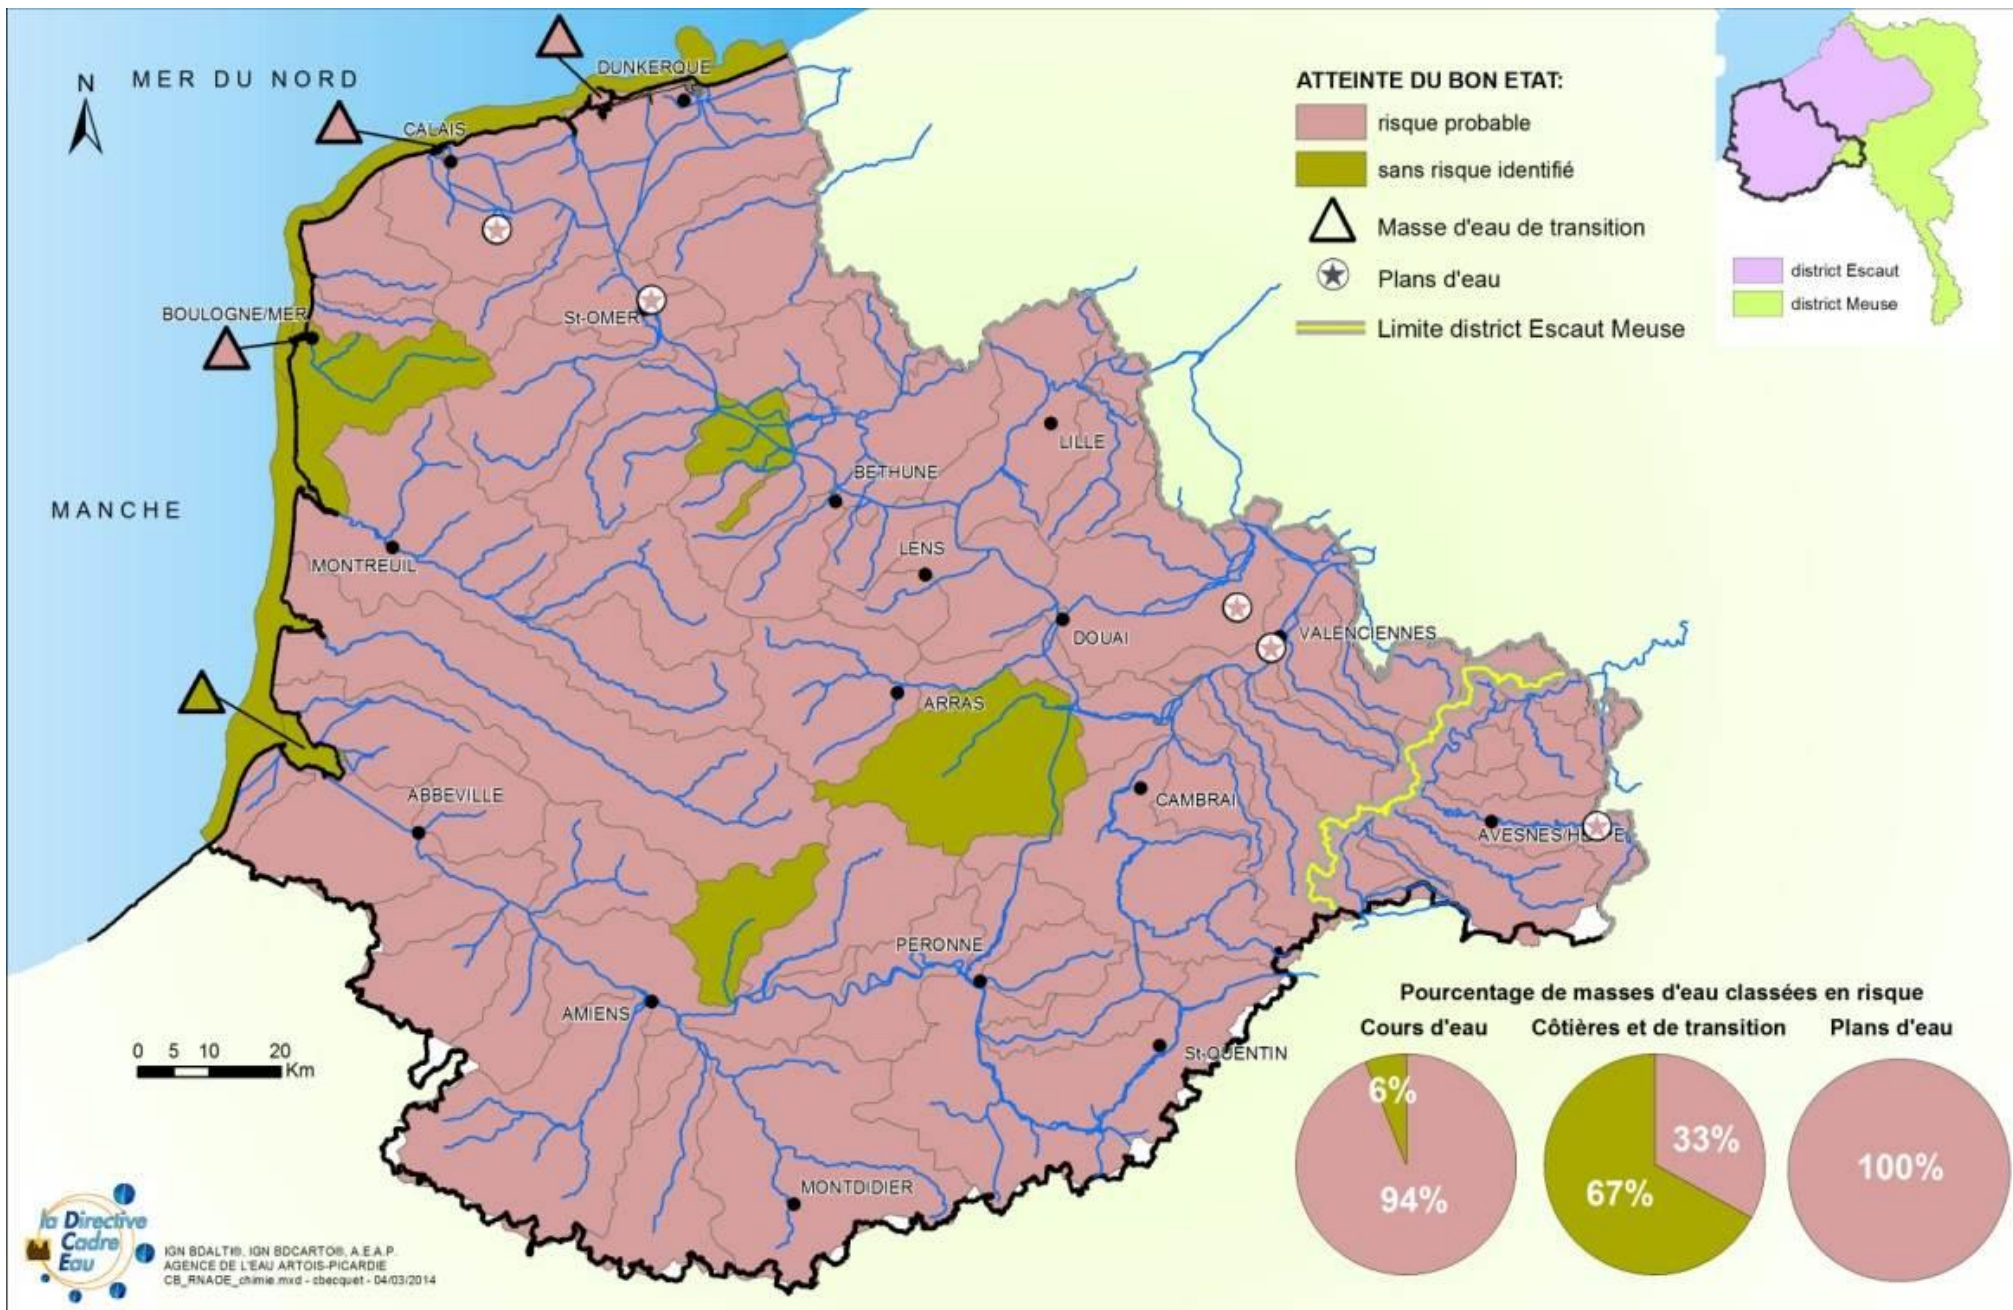 N
MER DU NORD
DUNKERQUE
CALAIS
BOULOGNE/MER
St-OMER
LILLE
BETHUNE
MANCHE
LENS
MONTREUIL
DOUAI
VALENCIENNES
ARRAS
ABBEVILLE
CAMBRAI
PERONNE
AMIENS
St-QUENTIN
MONTDIDIER
ATTEINTE DU BON ETAT:
risque probable
sans risque identifié
Masse d'eau de transition
Plans d'eau
Limite district Escaut Meuse
district Escaut
district Meuse
0 5 10 20
Km
Pourcentage de masses d'eau classées en risque
Cours d'eau Côtières et de transition Plans d'eau
6%
94%
33%
67%
100%
la Directive
Cadre
Eau
IGN BDALTI®, IGN BDCARTO®, A.E.A.P.
AGENCE DE L'EAU ARTOIS-PICARDIE
CB_RNAOE_chimie.mxd - cbecquet - 04/03/2014